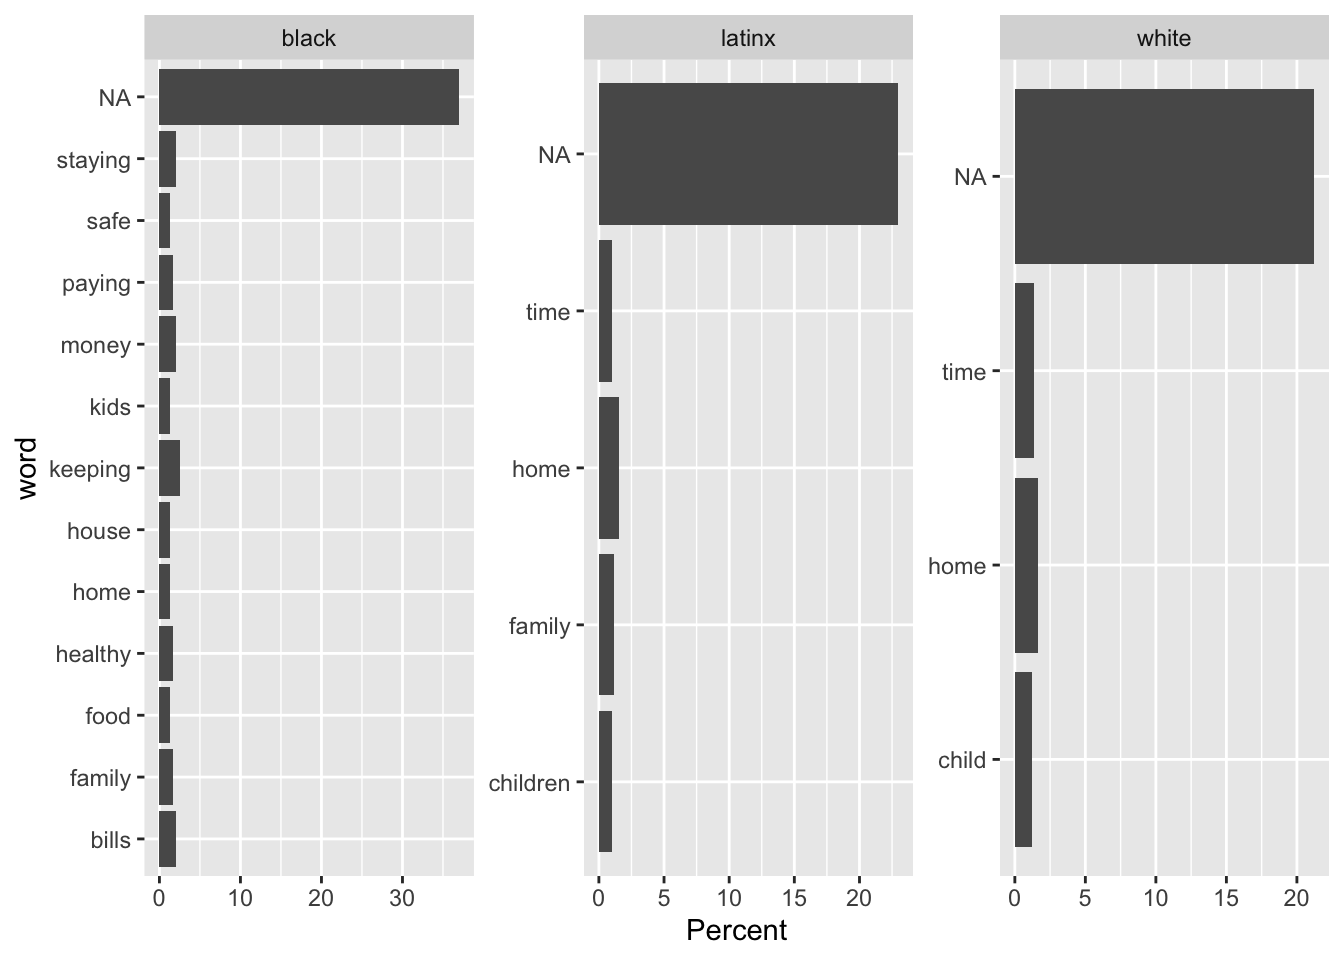 black
latinx
white
word
NA
staying
safe
paying
money
kids
keeping
house
home
healthy
food
family
bills
0 10 20 30
NA
time
home
family
children
0 5 10 15 20
NA
time
home
child
0 5 10 15 20
Percent